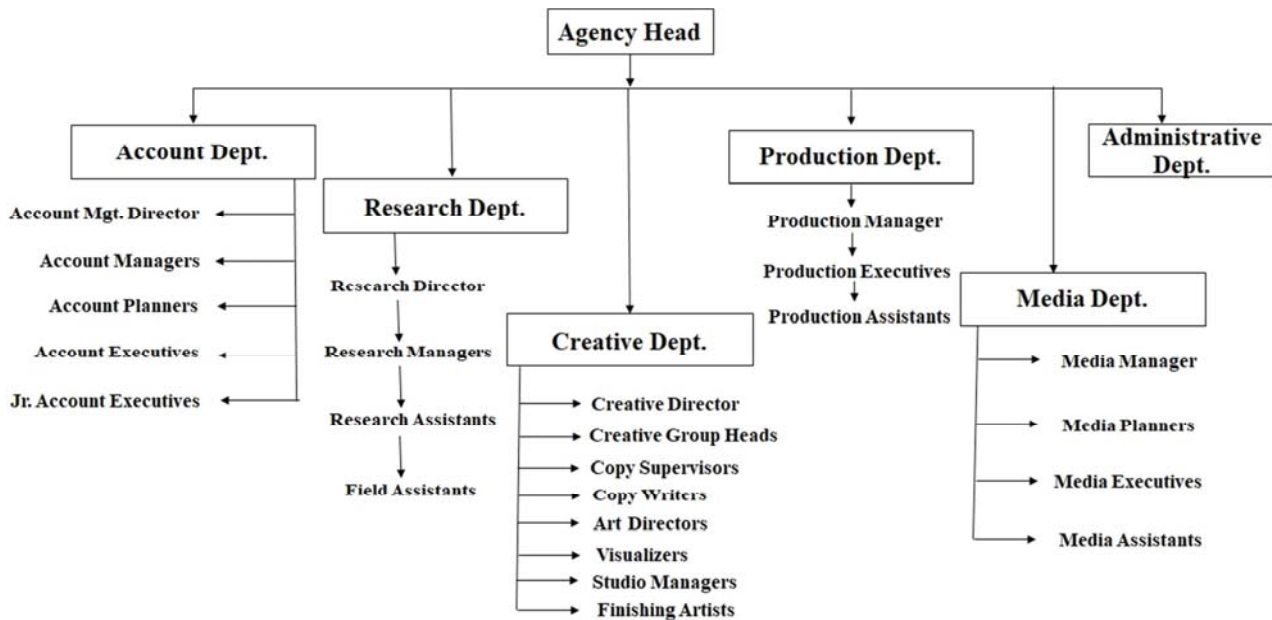 Agency Head
Account Dept.
Account Mgt. Director
Account Managers
Account Planners
Account Executives
Jr. Account Executives
Research Dept.
Research Director
Research Managers
Research Assistants
Field Assistants
Creative Dept.
Creative Director
Creative Group Heads
Copy Supervisors
Copy Writers
Art Directors
Visualizers
Studio Managers
Finishing Artists
Production Dept.
Production Manager
Production Executives
Production Assistants
Media Dept.
Media Manager
Media Planners
Media Executives
Media Assistants
Administrative
Dept.